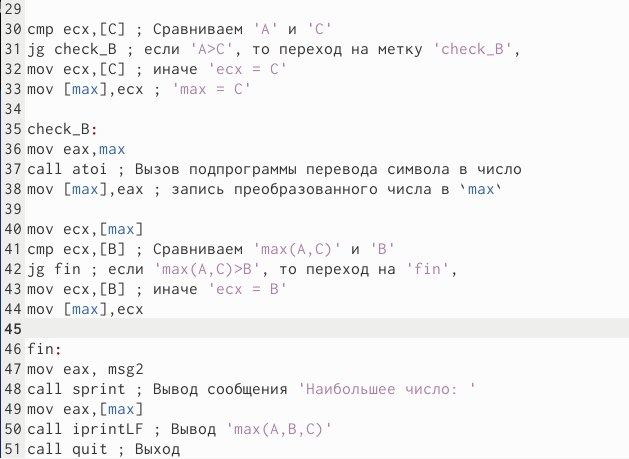 29
30 cmp ecx,[C] ; Сравниваем 'A' и 'C'
31 jg check_B ; если 'A>C', то переход на метку 'check_B',
32 mov ecx,[C] ; иначе 'ecx = C'
33 mov [max],ecx ; 'max = C'
34
35 check_B:
36 mov eax,max
37 call atoi ; Вызов подпрограммы перевода символа в число
38 mov [max],eax ; запись преобразованного числа в `max`
39
40 mov ecx,[max]
41 cmp ecx,[B] ; Сравниваем 'max(A,C)' и 'B'
42 jg fin ; если 'max(A,C)>B', то переход на 'fin',
43 mov ecx,[B] ; иначе 'ecx = B'
44 mov [max],ecx
45
46 fin:
47 mov eax, msg2
48 call sprint ; Вывод сообщения 'Наибольшее число: '
49 mov eax,[max]
50 call iprintLF ; Вывод 'max(A,B,C)'
51 call quit ; Выход